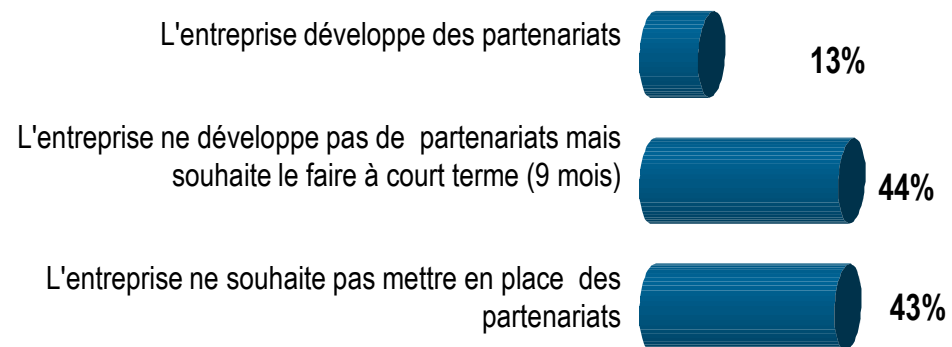 L'entreprise développe des partenariats
13%
L'entreprise ne développe pas de partenariats mais
souhaite le faire à court terme (9 mois)
44%
L'entreprise ne souhaite pas mettre en place des
partenariats
43%